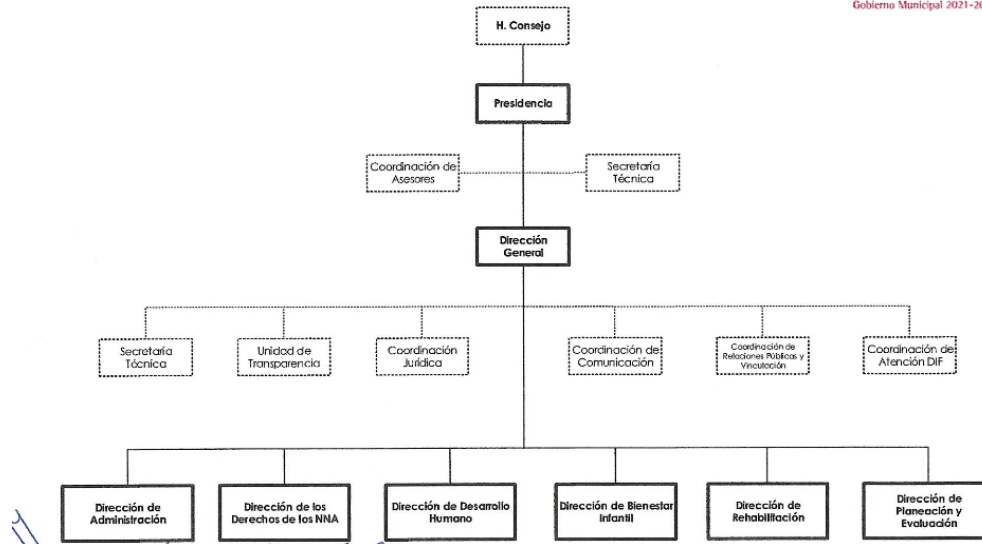 Gobierno Municipal 2021-20
H. Consejo
Presidencia
Coordinación de
Asesores
Secretaría
Técnica
Dirección
General
Secretaría
Técnica
Unidad de
Transparencia
Coordinación
Jurídica
Coordinación de
Comunicación
Coordinación de
Relaciones Públicas y
Vinculación
Coordinación de
Atención DIF
Dirección de
Administración
Dirección de los
Derechos de los NNA
Dirección de Desarrollo
Humano
Dirección de Bienestar
Infantil
Dirección de
Rehabilitación
Dirección de
Planeación y
Evaluación